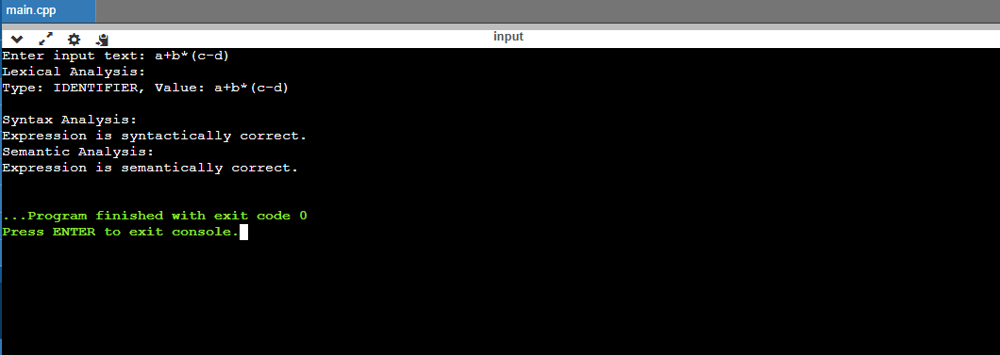 main.cpp
input
Enter input text: a+b*(c-d)
Lexical Analysis:
Type: IDENTIFIER, Value: a+b*(c-d)
Syntax Analysis:
Expression is syntactically correct.
Semantic Analysis:
Expression is semantically correct.
...Program finished with exit code 0
Press ENTER to exit console.